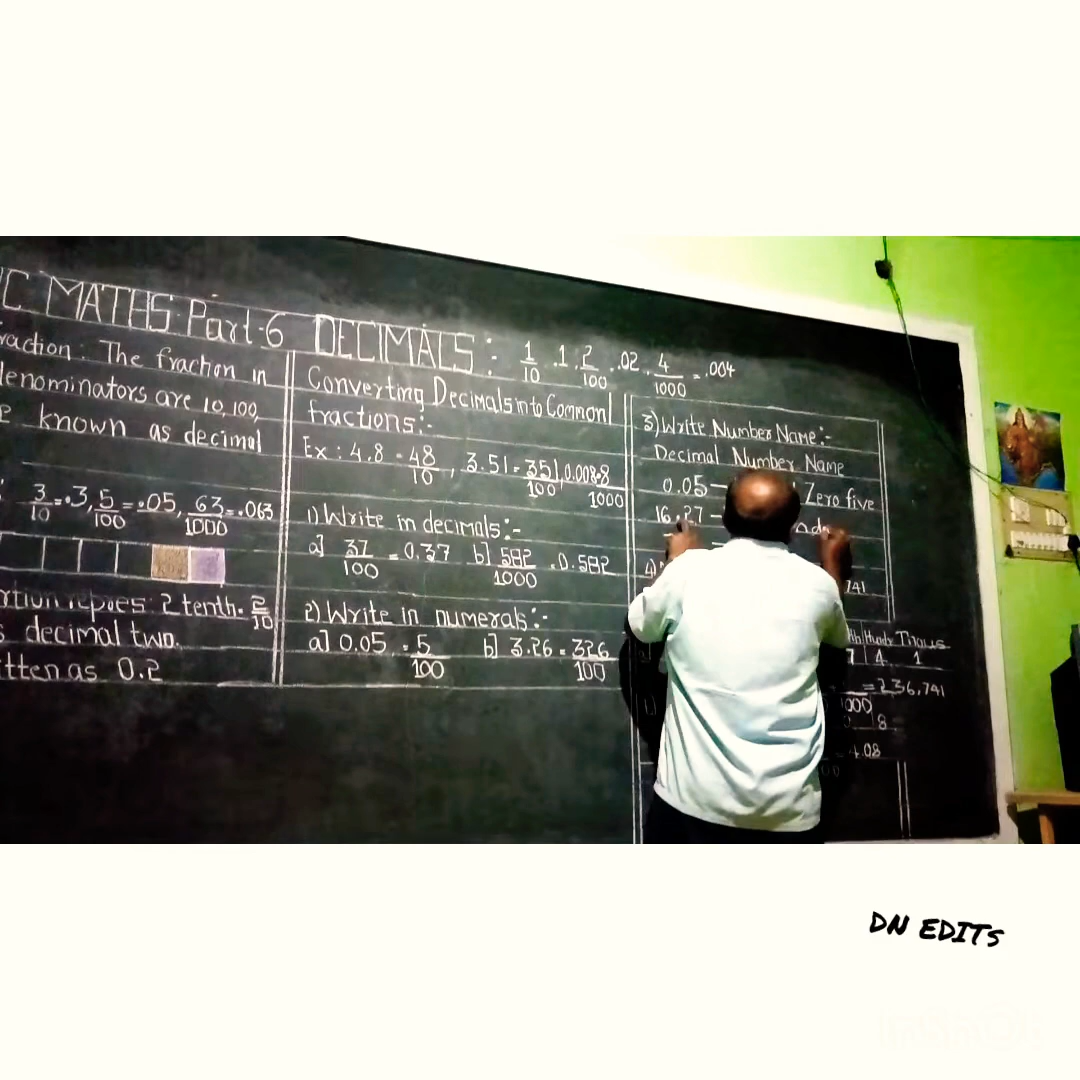 C MATHS Part-6 DECIMALS: 1/10 .1, 2/100 .02, 4/1000 = .004
raction: The fraction in
denominators are 10, 100,
e known as decimal
3/10 = .3, 5/100 = .05, 63/1000 = .063
2 tenth. 2/10
s decimal two.
itten as 0.2
Converting Decimals into Common
fractions:-
Ex: 4.8 = 48/10, 3.51 = 351/100, 0.008 = 8/1000
1) Write in decimals:-
a] 37/100 = 0.37 b] 582/1000 = 0.582
2) Write in numerals:-
a] 0.05 = 5/100 b] 3.26 = 326/100
3) Write Number Name:-
Decimal Number Name
0.05 – Zero five
16.27 –
4)
741
Thous
7 4 1
1000 = 236.741
8
= 4.08
DN EDITs